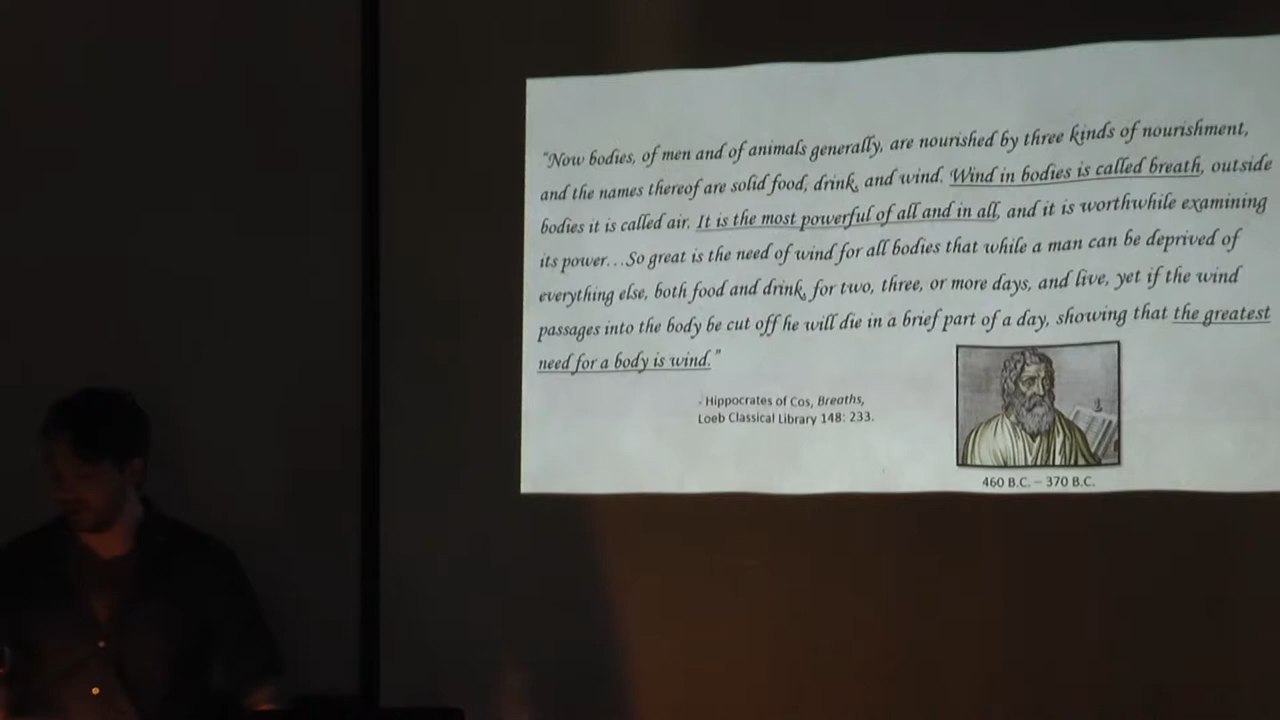 "Now bodies, of men and of animals generally, are nourished by three kinds of nourishment,
and the names thereof are solid food, drink, and wind. Wind in bodies is called breath, outside
bodies it is called air. It is the most powerful of all and in all, and it is worthwhile examining
its power…So great is the need of wind for all bodies that while a man can be deprived of
everything else, both food and drink, for two, three, or more days, and live, yet if the wind
passages into the body be cut off he will die in a brief part of a day, showing that the greatest
need for a body is wind."
- Hippocrates of Cos, Breaths,
Loeb Classical Library 148: 233.
460 B.C. – 370 B.C.